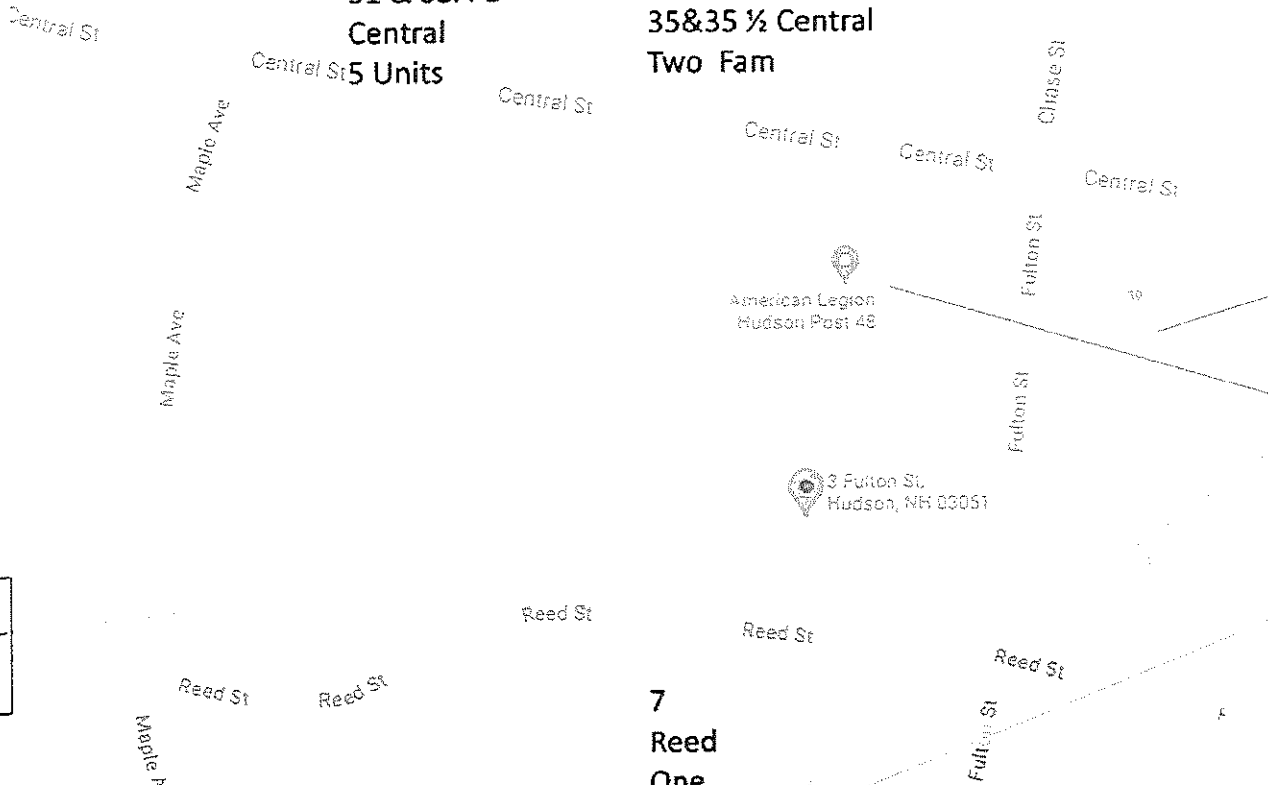 Central
5 Units
35&35 ½ Central
Two Fam
Central St
Central St
Central St
Central St
Central St
Central St
Chase St
Maple Ave
Maple Ave
Fulton St
Fulton St
American Legion
Hudson Post 48
3 Fulton St,
Hudson, NH 03051
Reed St
Reed St
Reed St
Reed St
Reed St
7
Reed
One
Maple
Fulton St